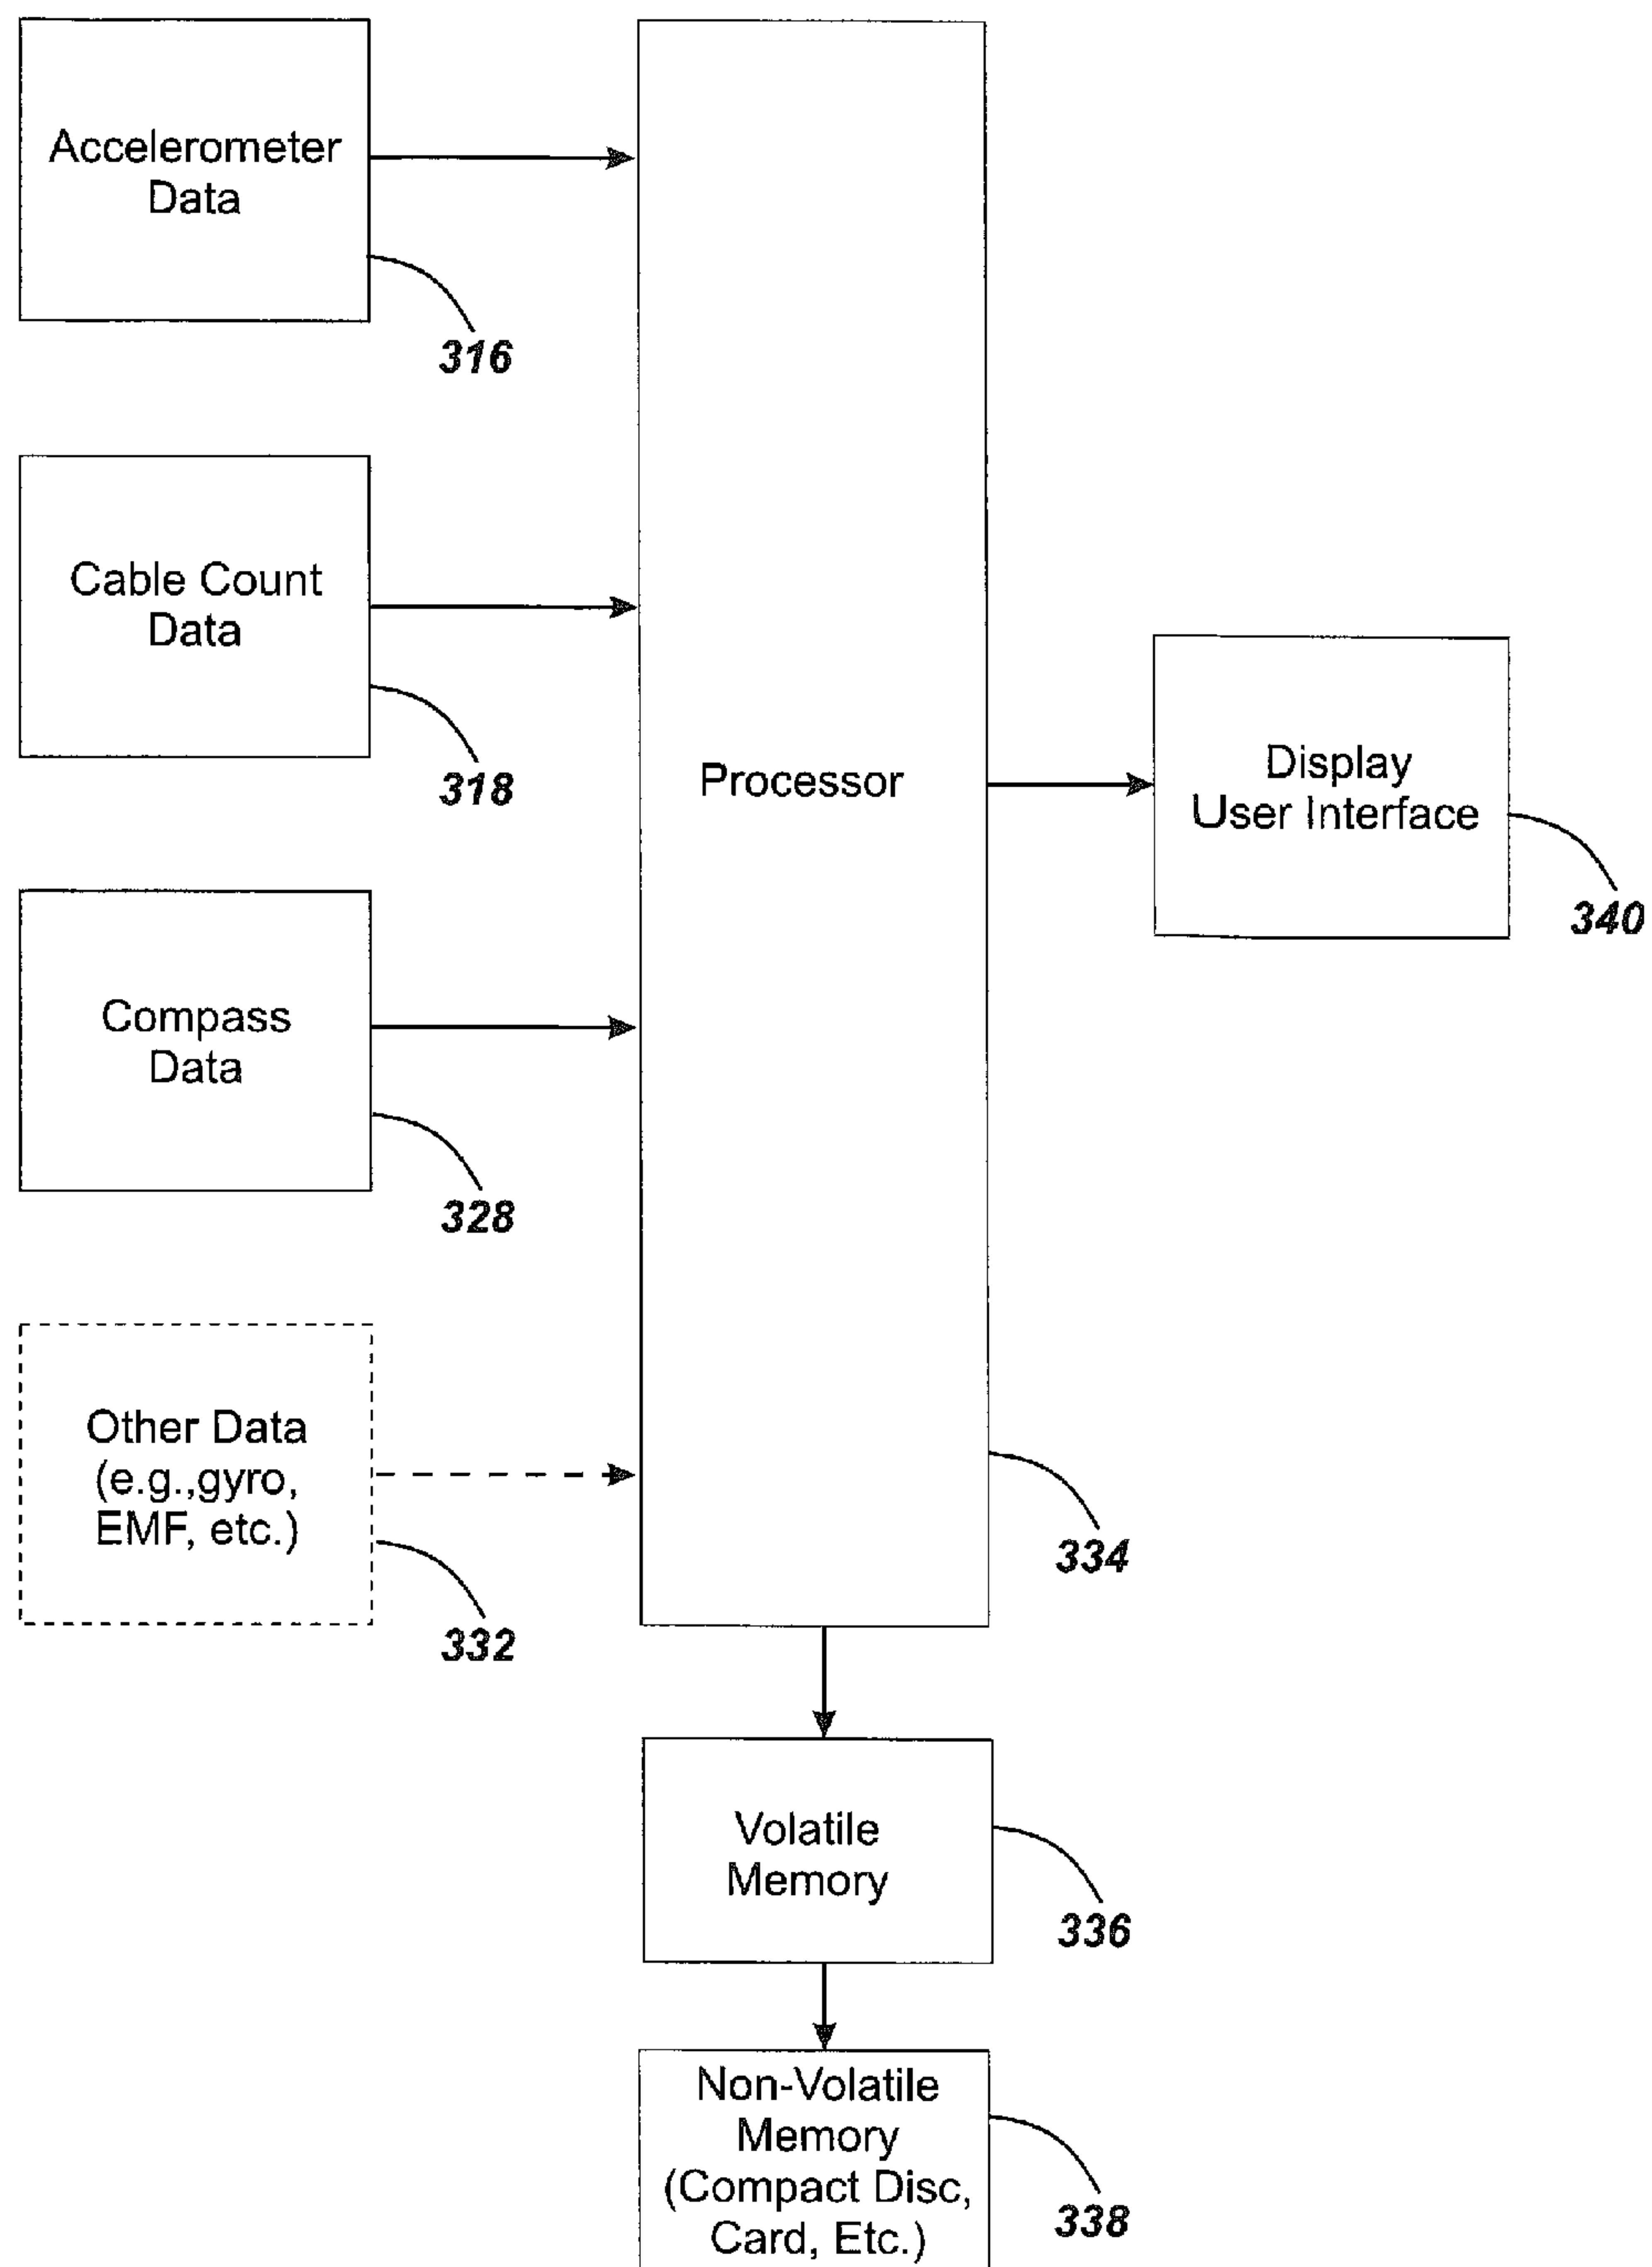 Accelerometer
Data
316
Cable Count
Data
318
Processor
Display
User Interface
340
Compass
Data
328
Other Data
(e.g.,gyro,
EMF, etc.)
332
334
Volatile
Memory
336
Non-Volatile
Memory
(Compact Disc,
Card, Etc.)
338